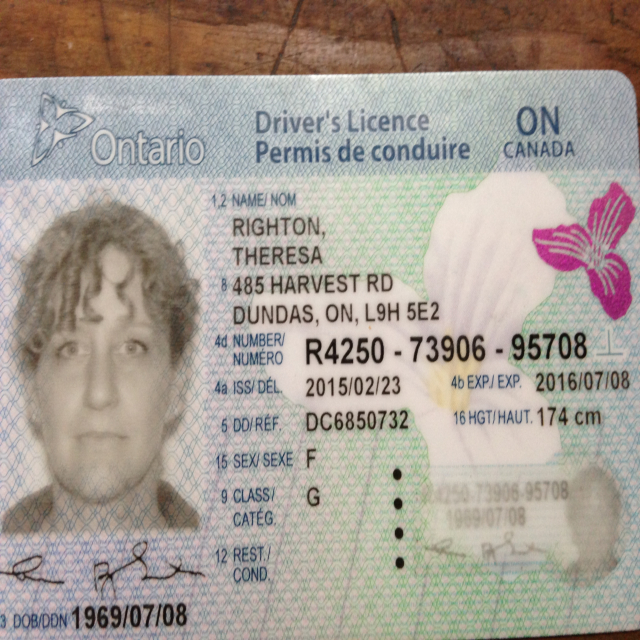 Ontario
Driver's Licence
Permis de conduire
ON
CANADA
1,2 NAME/ NOM
RIGHTON,
THERESA
8 485 HARVEST RD
DUNDAS, ON, L9H 5E2
4d NUMBER/ NUMÉRO R4250 - 73906 - 95708
4a ISS/ DÉL. 2015/02/23 4b EXP./ EXP. 2016/07/08
5 DD/ RÉF. DC6850732 16 HGT/ HAUT. 174 cm
15 SEX/ SEXE F
9 CLASS/ CATÉG. G
12 REST./ COND.
3 DOB/DDN 1969/07/08
4250-73906-95708
1969/07/08